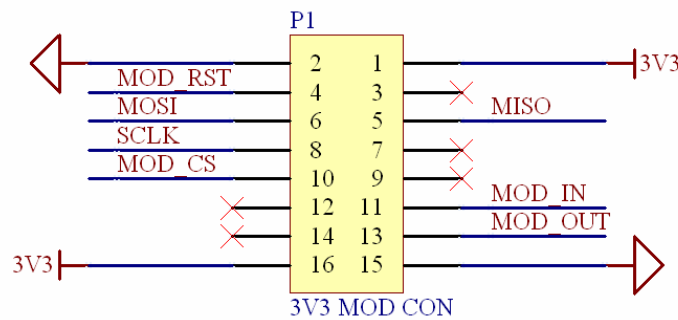 P1
2 1 3V3
MOD_RST 4 3
MOSI 6 5 MISO
SCLK 8 7
MOD_CS 10 9
12 11 MOD_IN
14 13 MOD_OUT
3V3 16 15
3V3 MOD CON